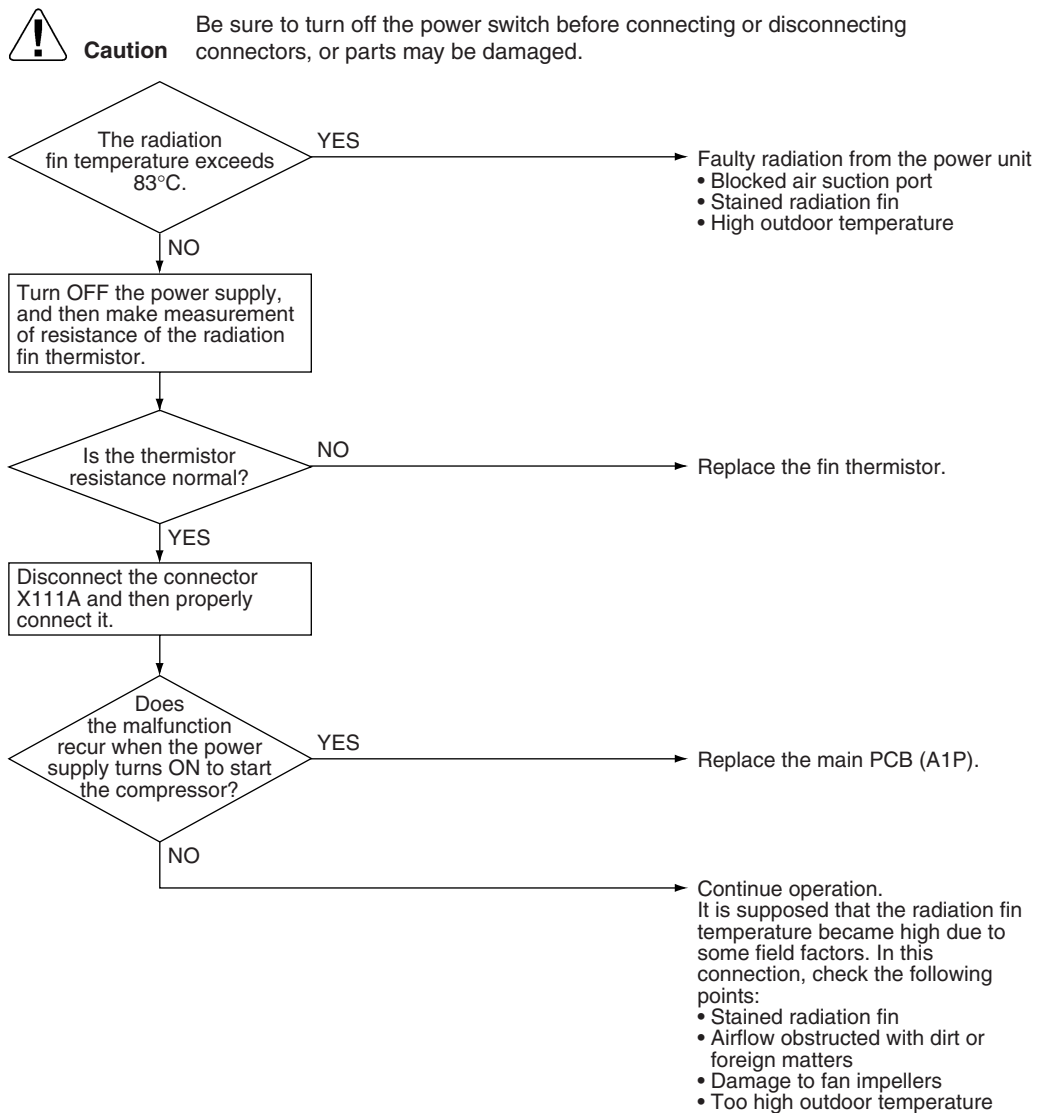 Be sure to turn off the power switch before connecting or disconnecting
Caution connectors, or parts may be damaged.
The radiation
fin temperature exceeds
83°C.
YES
Faulty radiation from the power unit
• Blocked air suction port
• Stained radiation fin
• High outdoor temperature
NO
Turn OFF the power supply,
and then make measurement
of resistance of the radiation
fin thermistor.
Is the thermistor
resistance normal?
NO
Replace the fin thermistor.
YES
Disconnect the connector
X111A and then properly
connect it.
Does
the malfunction
recur when the power
supply turns ON to start
the compressor?
YES
Replace the main PCB (A1P).
NO
Continue operation.
It is supposed that the radiation fin
temperature became high due to
some field factors. In this
connection, check the following
points:
• Stained radiation fin
• Airflow obstructed with dirt or
foreign matters
• Damage to fan impellers
• Too high outdoor temperature